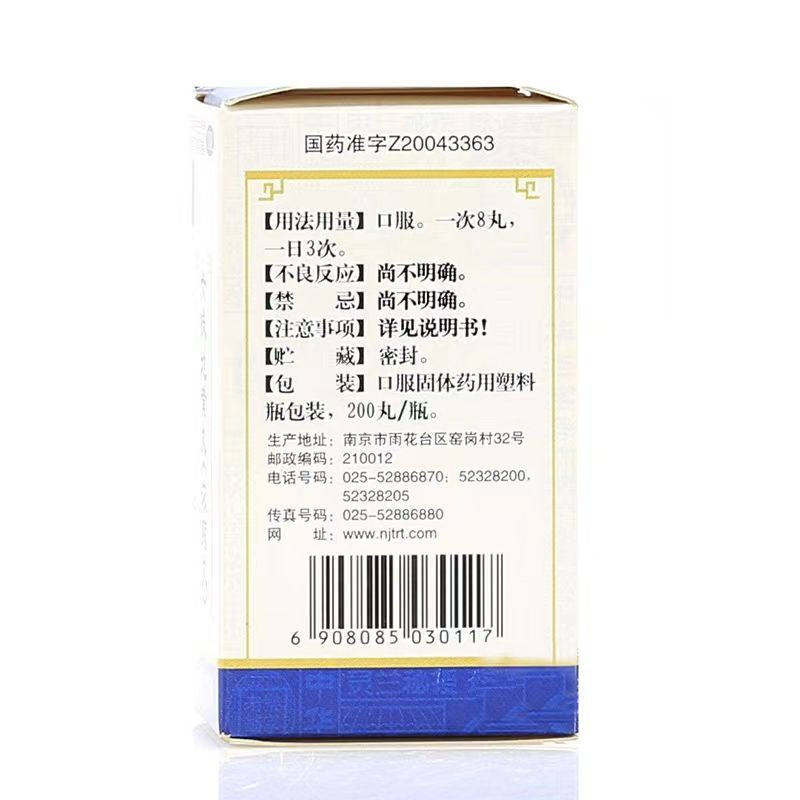 国药准字Z20043363
【用法用量】口服。一次8丸，
一日3次。
【不良反应】尚不明确。
【禁　　忌】尚不明确。
【注意事项】详见说明书！
【贮　　藏】密封。
【包　　装】口服固体药用塑料
瓶包装，200丸/瓶。
生产地址：南京市雨花台区窑岗村32号
邮政编码：210012
电话号码：025-52886870；52328200，
52328205
传真号码：025-52886880
网　　址：www.njtrt.com
6 908085 030117